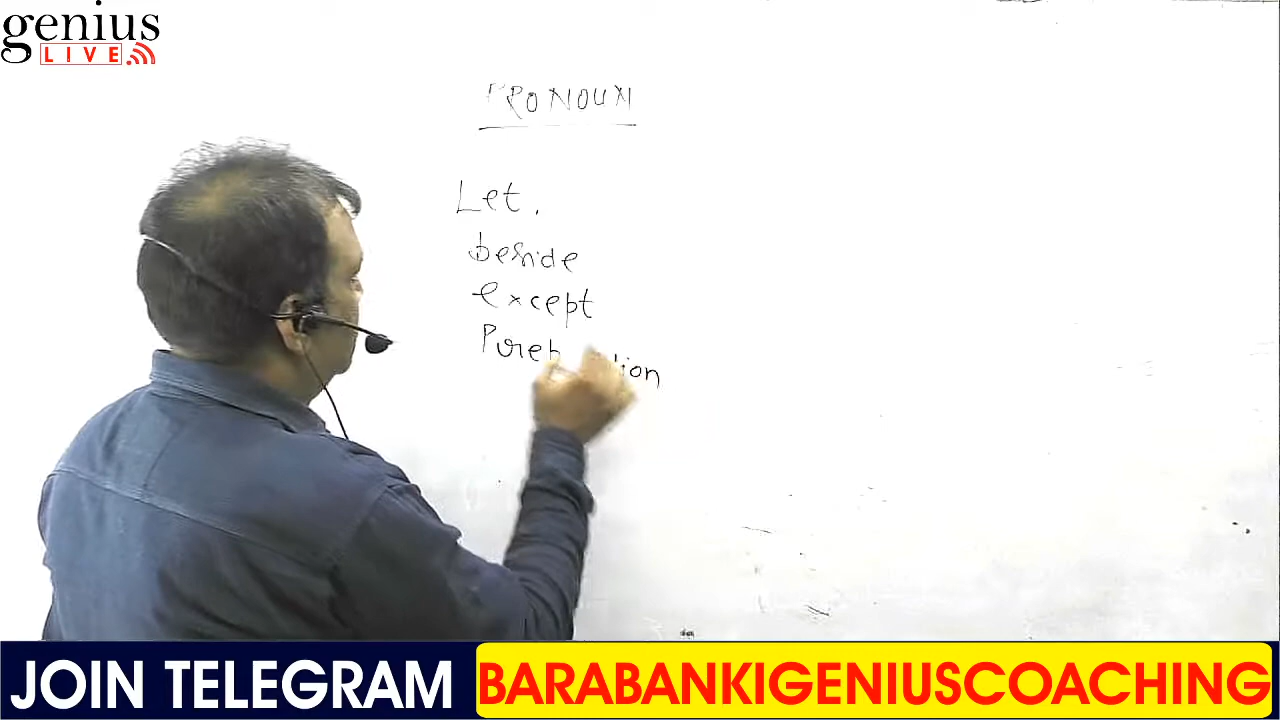 genius
LIVE
PRONOUN
Let,
beside
except
JOIN TELEGRAM BARABANKIGENIUSCOACHING